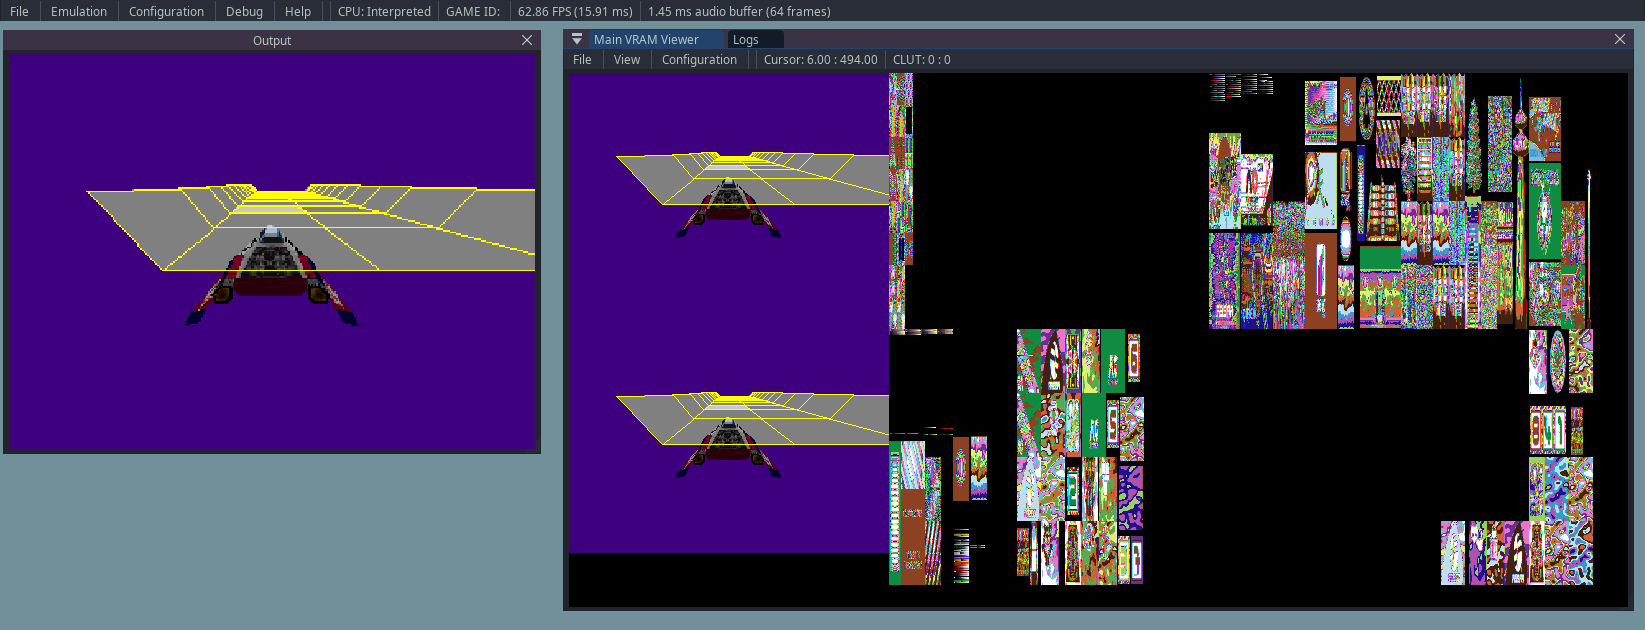 File Emulation Configuration Debug Help CPU: Interpreted GAME ID: 62.86 FPS (15.91 ms) 1.45 ms audio buffer (64 frames)
Output
Main VRAM Viewer Logs
File View Configuration Cursor: 6.00 : 494.00 CLUT: 0 : 0